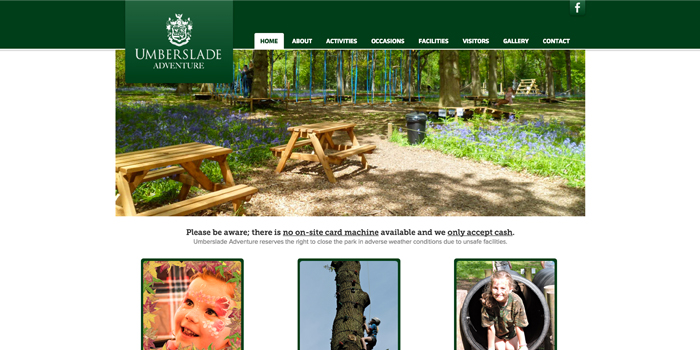 UMBERSLADE
ADVENTURE
HOME ABOUT ACTIVITIES OCCASIONS FACILITIES VISITORS GALLERY CONTACT
f
Please be aware; there is no on-site card machine available and we only accept cash.
Umberslade Adventure reserves the right to close the park in adverse weather conditions due to unsafe facilities.